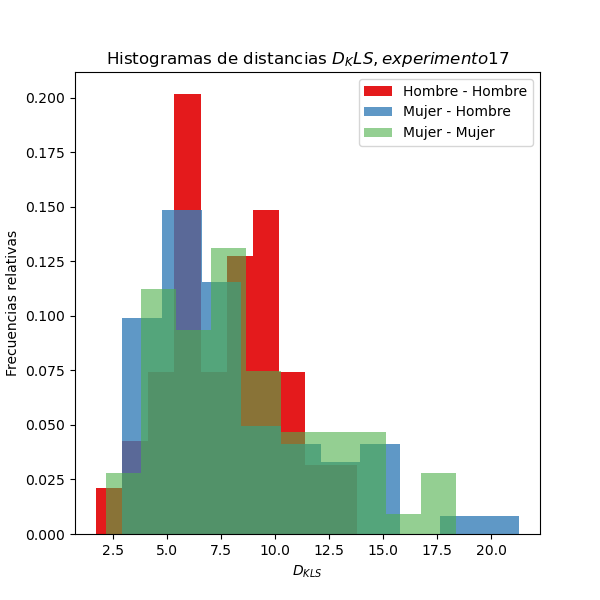 Histogramas de distancias $D_KLS, experimento17$
Hombre - Hombre
Mujer - Hombre
Mujer - Mujer
Frecuencias relativas
0.200
0.175
0.150
0.125
0.100
0.075
0.050
0.025
0.000
2.5 5.0 7.5 10.0 12.5 15.0 17.5 20.0
$D_{KLS}$